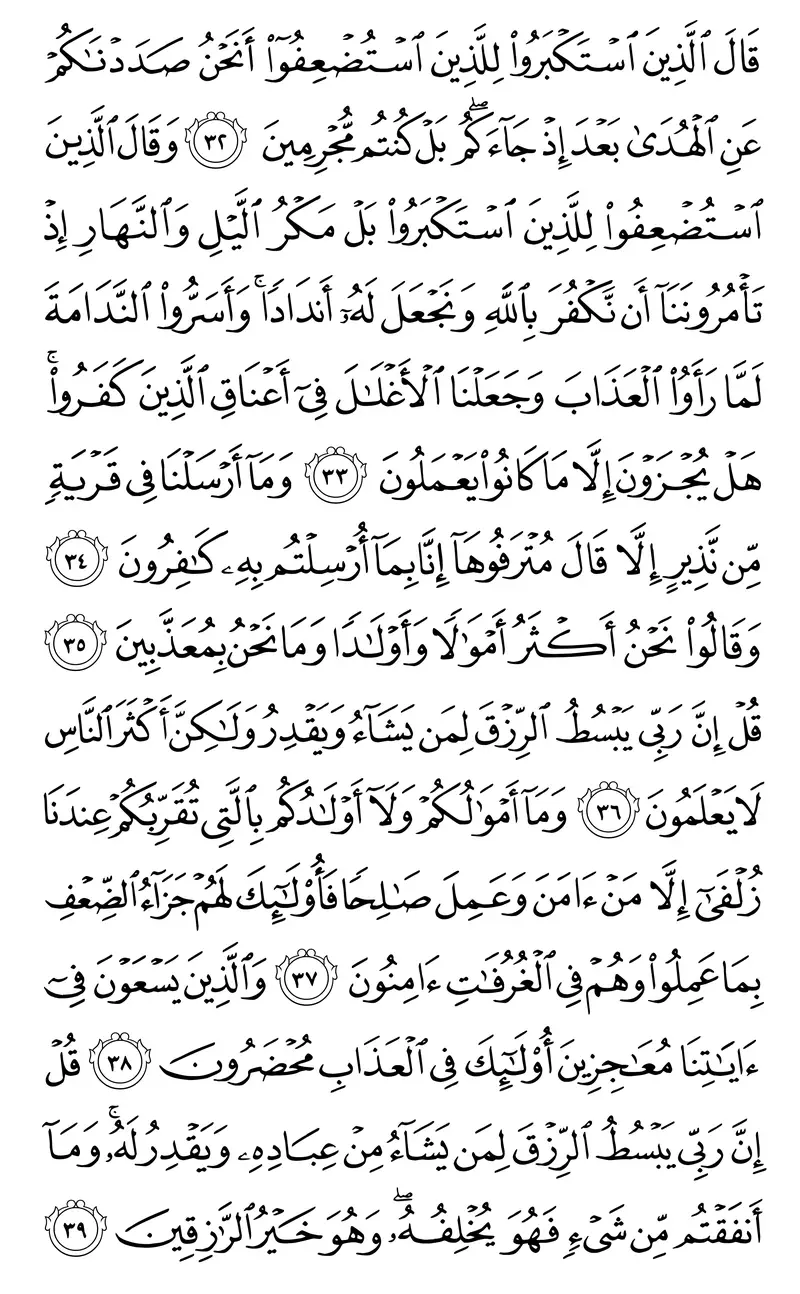 قَالَ ٱلَّذِينَ ٱسۡتَكۡبَرُواْ لِلَّذِينَ ٱسۡتُضۡعِفُوٓاْ أَنَحۡنُ صَدَدۡنَٰكُمۡ
عَنِ ٱلۡهُدَىٰ بَعۡدَ إِذۡ جَآءَكُمۖ بَلۡ كُنتُم مُّجۡرِمِينَ ٣٢ وَقَالَ ٱلَّذِينَ
ٱسۡتُضۡعِفُواْ لِلَّذِينَ ٱسۡتَكۡبَرُواْ بَلۡ مَكۡرُ ٱلَّيۡلِ وَٱلنَّهَارِ إِذۡ
تَأۡمُرُونَنَآ أَن نَّكۡفُرَ بِٱللَّهِ وَنَجۡعَلَ لَهُۥٓ أَندَادٗاۚ وَأَسَرُّواْ ٱلنَّدَامَةَ
لَمَّا رَأَوُاْ ٱلۡعَذَابَ وَجَعَلۡنَا ٱلۡأَغۡلَٰلَ فِيٓ أَعۡنَاقِ ٱلَّذِينَ كَفَرُواْۚ
هَلۡ يُجۡزَوۡنَ إِلَّا مَا كَانُواْ يَعۡمَلُونَ ٣٣ وَمَآ أَرۡسَلۡنَا فِي قَرۡيَةٖ
مِّن نَّذِيرٍ إِلَّا قَالَ مُتۡرَفُوهَآ إِنَّا بِمَآ أُرۡسِلۡتُم بِهِۦ كَٰفِرُونَ ٣٤
وَقَالُواْ نَحۡنُ أَكۡثَرُ أَمۡوَٰلٗا وَأَوۡلَٰدٗا وَمَا نَحۡنُ بِمُعَذَّبِينَ ٣٥
قُلۡ إِنَّ رَبِّي يَبۡسُطُ ٱلرِّزۡقَ لِمَن يَشَآءُ وَيَقۡدِرُ وَلَٰكِنَّ أَكۡثَرَ ٱلنَّاسِ
لَا يَعۡلَمُونَ ٣٦ وَمَآ أَمۡوَٰلُكُمۡ وَلَآ أَوۡلَٰدُكُم بِٱلَّتِي تُقَرِّبُكُمۡ عِندَنَا
زُلۡفَىٰٓ إِلَّا مَنۡ ءَامَنَ وَعَمِلَ صَٰلِحٗا فَأُوْلَٰٓئِكَ لَهُمۡ جَزَآءُ ٱلضِّعۡفِ
بِمَا عَمِلُواْ وَهُمۡ فِي ٱلۡغُرُفَٰتِ ءَامِنُونَ ٣٧ وَٱلَّذِينَ يَسۡعَوۡنَ فِيٓ
ءَايَٰتِنَا مُعَٰجِزِينَ أُوْلَٰٓئِكَ فِي ٱلۡعَذَابِ مُحۡضَرُونَ ٣٨ قُلۡ
إِنَّ رَبِّي يَبۡسُطُ ٱلرِّزۡقَ لِمَن يَشَآءُ مِنۡ عِبَادِهِۦ وَيَقۡدِرُ لَهُۥۚ وَمَآ
أَنفَقۡتُم مِّن شَيۡءٖ فَهُوَ يُخۡلِفُهُۥۖ وَهُوَ خَيۡرُ ٱلرَّٰزِقِينَ ٣٩